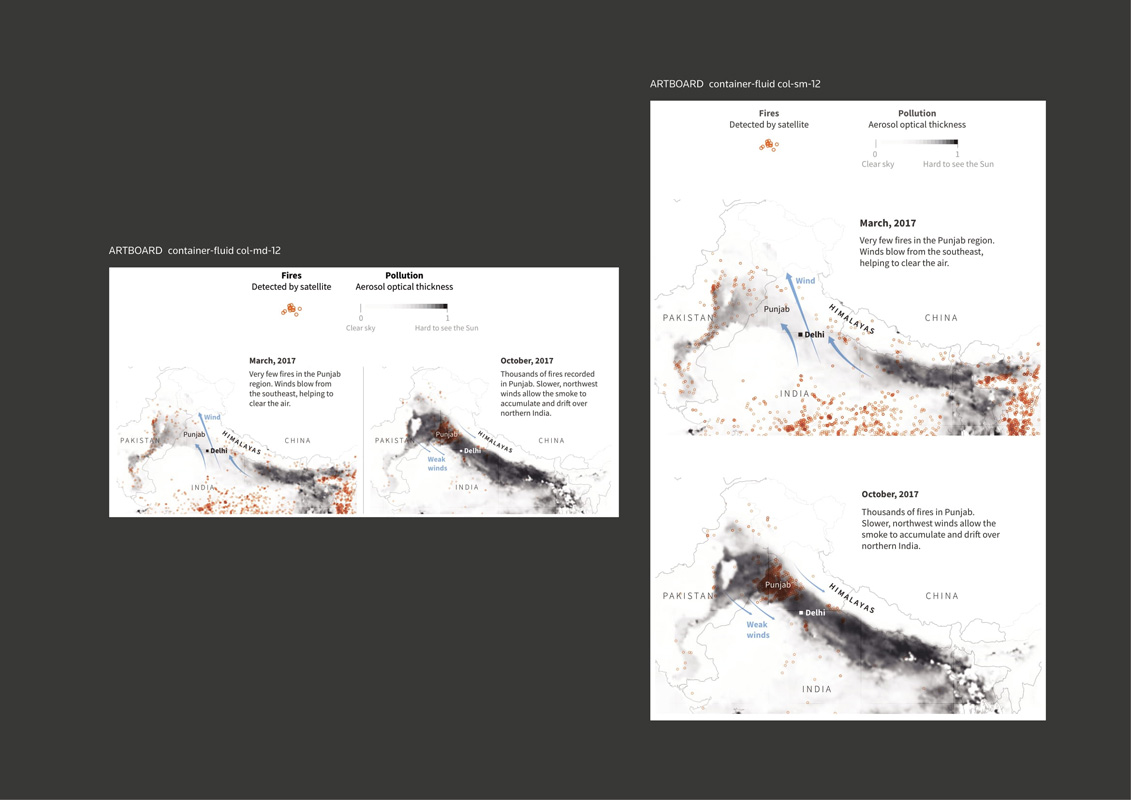 ARTBOARD container-fluid col-md-12
Fires
Detected by satellite
Pollution
Aerosol optical thickness
0
1
Clear sky
Hard to see the Sun
March, 2017
Very few fires in the Punjab
region. Winds blow from
the southeast, helping to
clear the air.
Wind
PAKISTAN
Punjab
HIMALAYAS
CHINA
Delhi
INDIA
October, 2017
Thousands of fires recorded
in Punjab. Slower, northwest
winds allow the smoke to
accumulate and drift over
northern India.
PAKISTAN
Punjab
HIMALAYAS
CHINA
Delhi
Weak
winds
INDIA
ARTBOARD container-fluid col-sm-12
Fires
Detected by satellite
Pollution
Aerosol optical thickness
0
1
Clear sky
Hard to see the Sun
March, 2017
Very few fires in the Punjab region.
Winds blow from the southeast,
helping to clear the air.
Wind
Punjab
PAKISTAN
HIMALAYAS
CHINA
Delhi
INDIA
October, 2017
Thousands of fires in Punjab.
Slower, northwest winds allow the
smoke to accumulate and drift over
northern India.
Punjab
PAKISTAN
HIMALAYAS
CHINA
Delhi
Weak
winds
INDIA